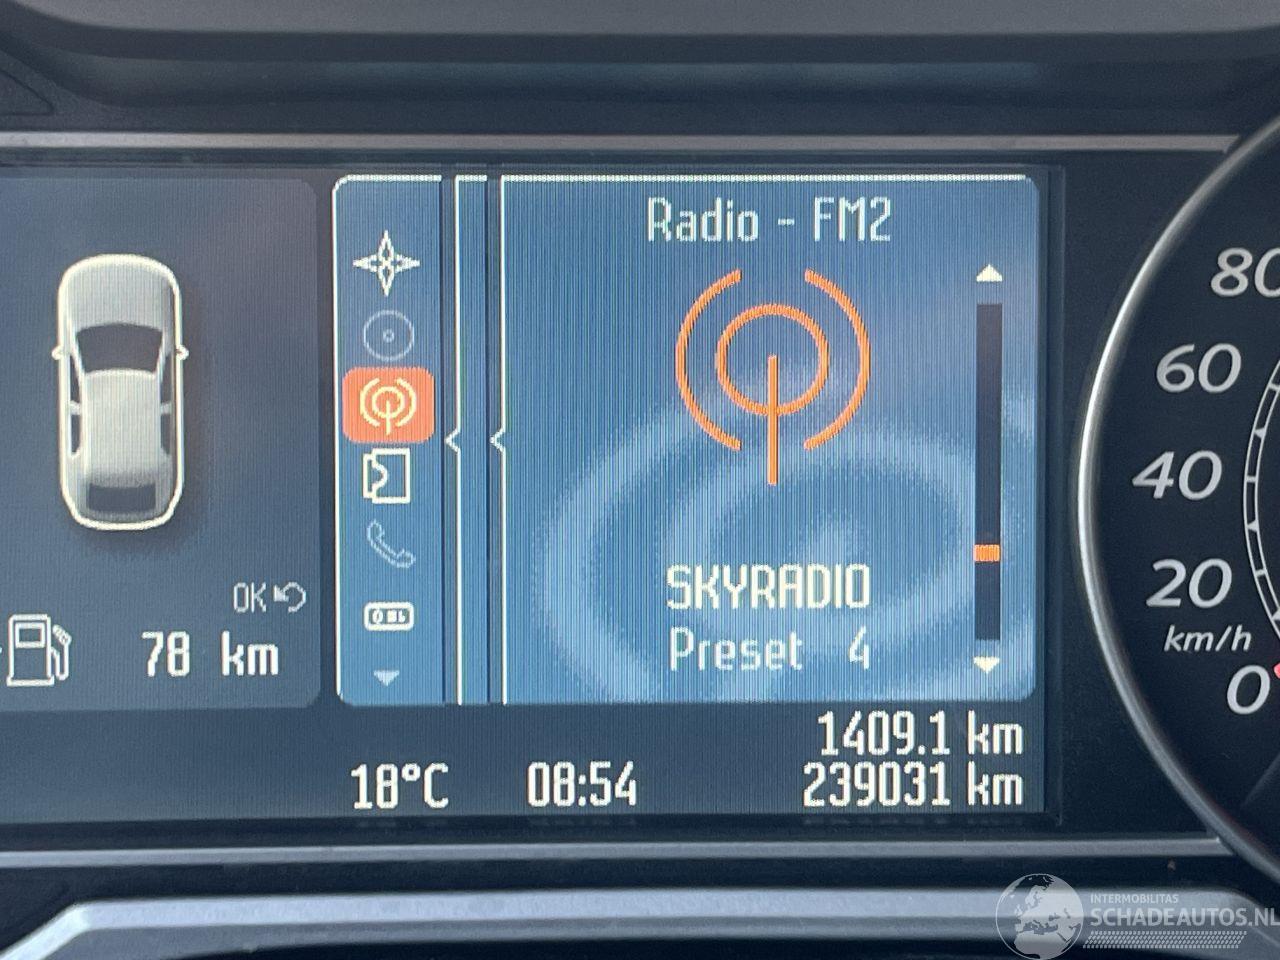 Radio - FM2
SKYRADIO
Preset 4
OK
78 km
1409.1 km
18°C 08:54 239031 km
80
60
40
20
km/h
0
INTERMOBILITAS
SCHADEAUTOS.NL